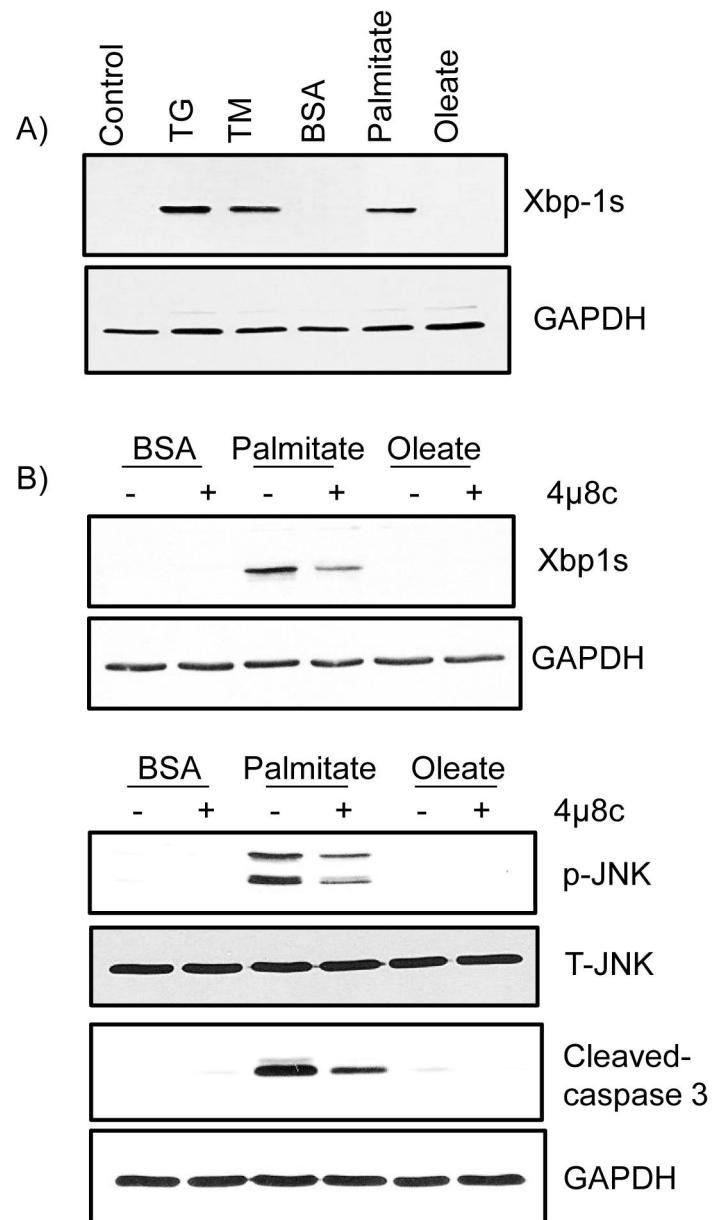 A)
Control TG TM BSA Palmitate Oleate
Xbp-1s
GAPDH
B)
BSA Palmitate Oleate
- + - + - + 4µ8c
Xbp1s
GAPDH
BSA Palmitate Oleate
- + - + - + 4µ8c
p-JNK
T-JNK
Cleaved-
caspase 3
GAPDH